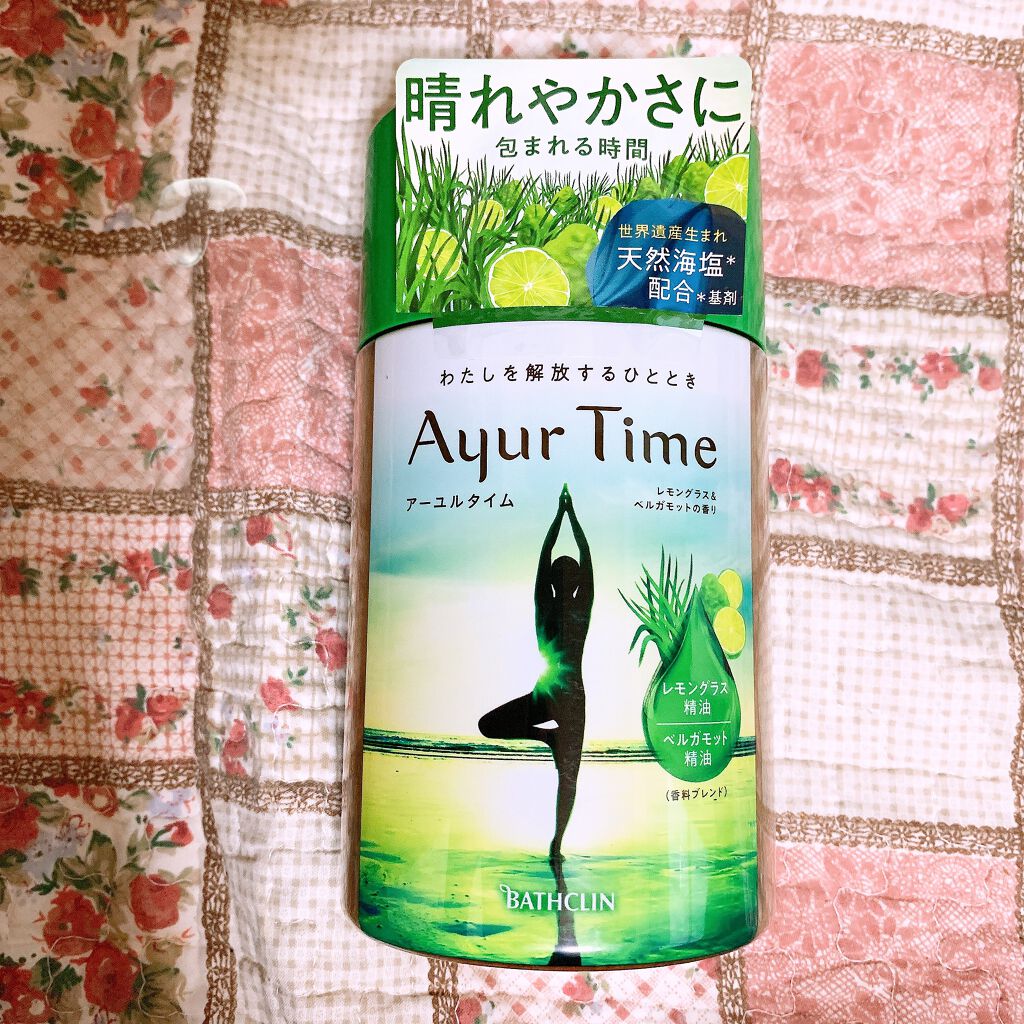 晴れやかさに
包まれる時間
世界遺産生まれ
天然海塩*
配合*基剤
わたしを解放するひととき
Ayur Time
アーユルタイム
レモングラス&
ベルガモットの香り
レモングラス
精油
ベルガモット
精油
(香料ブレンド)
BATHCLIN